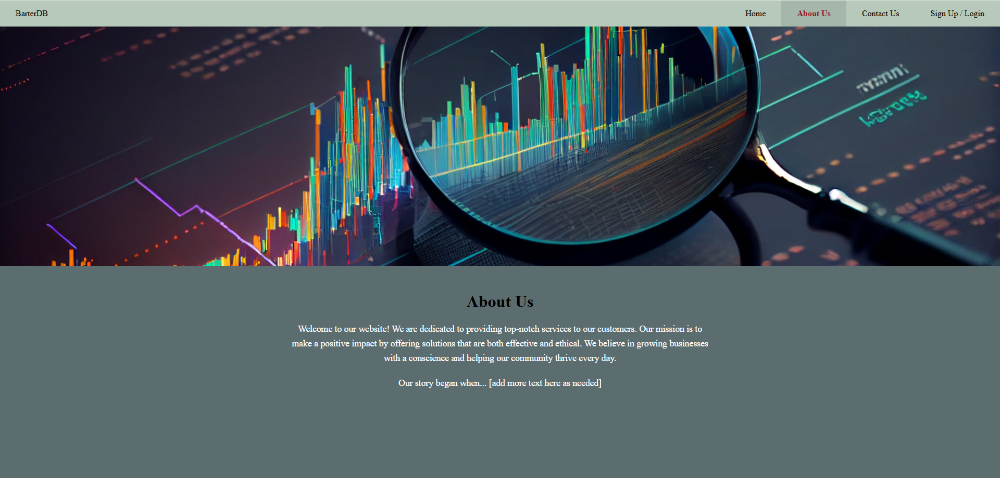 BarterDB
Home
About Us
Contact Us
Sign Up / Login
About Us
Welcome to our website! We are dedicated to providing top-notch services to our customers. Our mission is to
make a positive impact by offering solutions that are both effective and ethical. We believe in growing businesses
with a conscience and helping our community thrive every day.
Our story began when... [add more text here as needed]